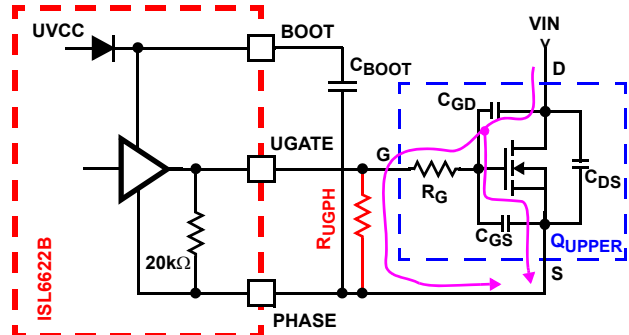 UVCC
BOOT
VIN
D
CBOOT
CGD
UGATE
G
RG
CDS
RUGPH
CGS
QUPPER
20kΩ
S
ISL6622B
PHASE